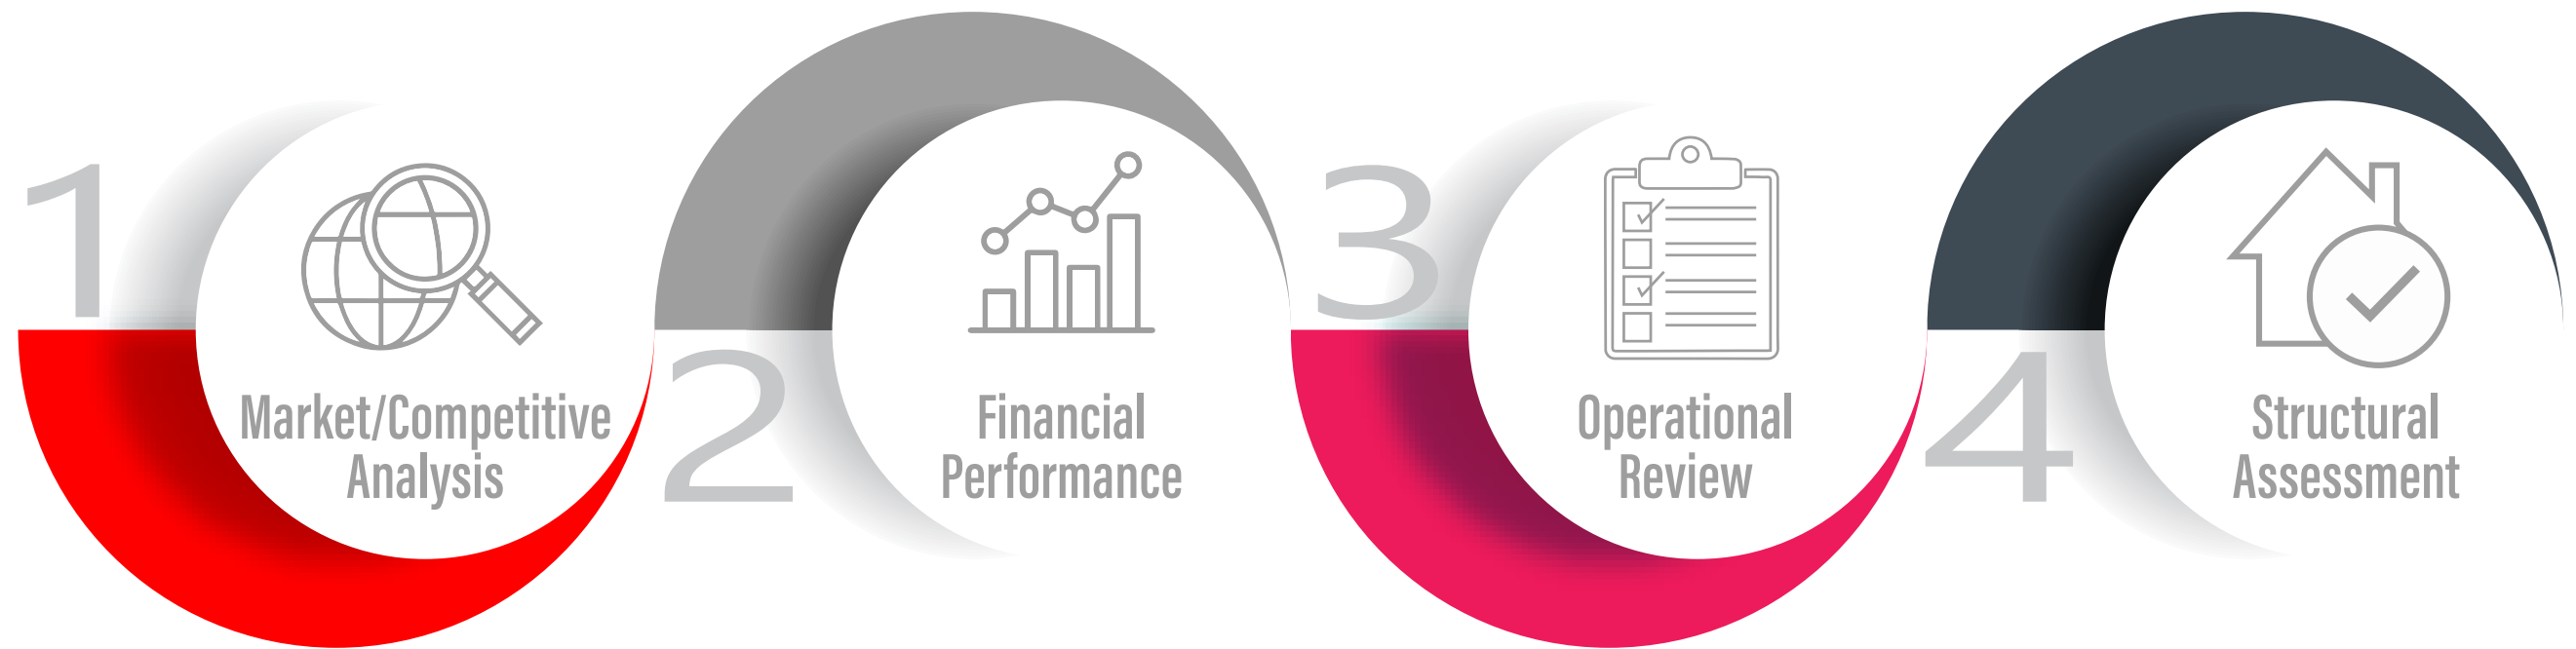 1
Market/Competitive
Analysis
2
Financial
Performance
3
Operational
Review
4
Structural
Assessment